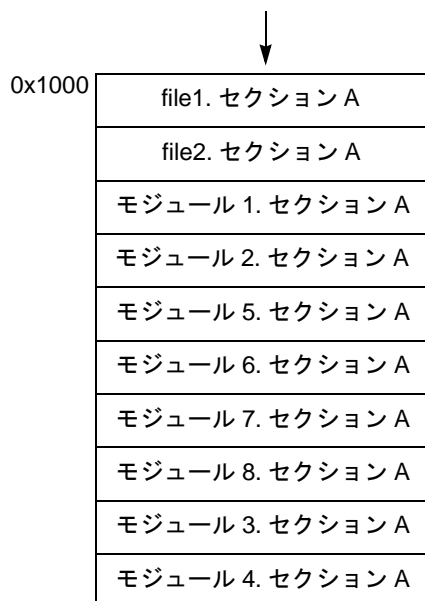 0x1000
file1. セクション A
file2. セクション A
モジュール 1. セクション A
モジュール 2. セクション A
モジュール 5. セクション A
モジュール 6. セクション A
モジュール 7. セクション A
モジュール 8. セクション A
モジュール 3. セクション A
モジュール 4. セクション A